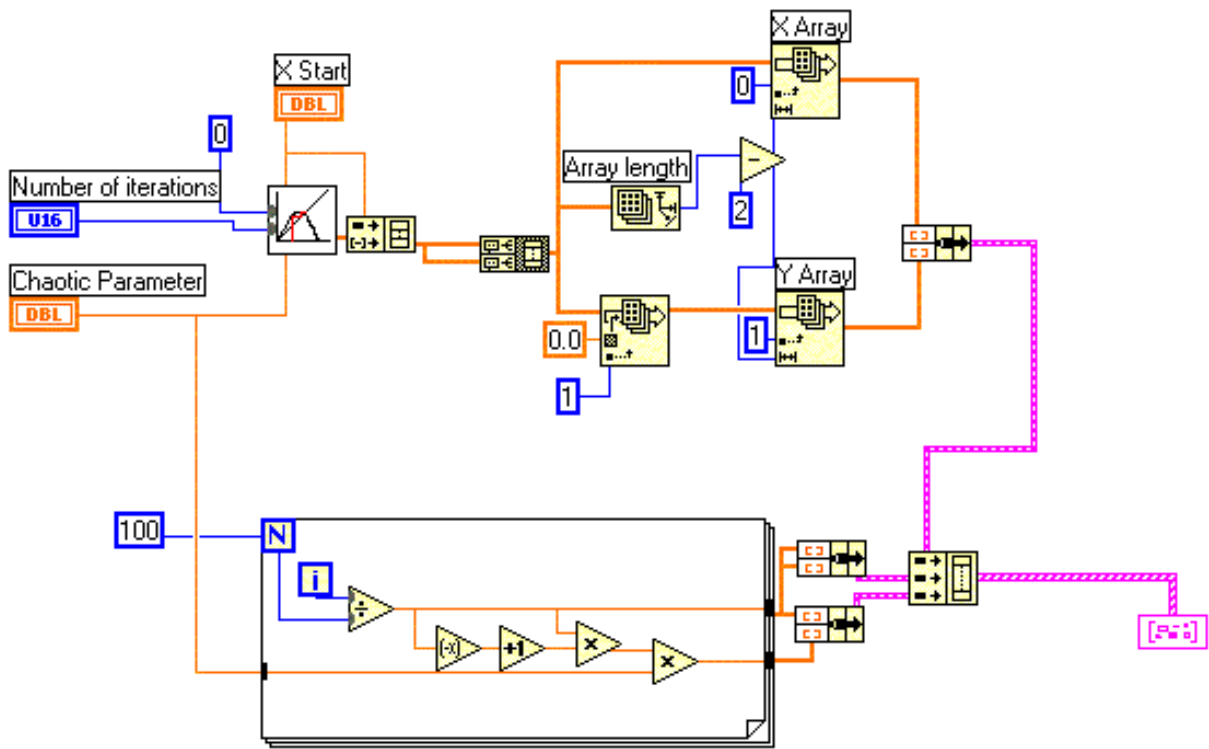 X Array
X Start
DBL
0
0
Number of iterations
U16
Array length
-
2
Chaotic Parameter
DBL
Y Array
0.0
1
1
100
N
i
÷
(-x)
+1
x
x